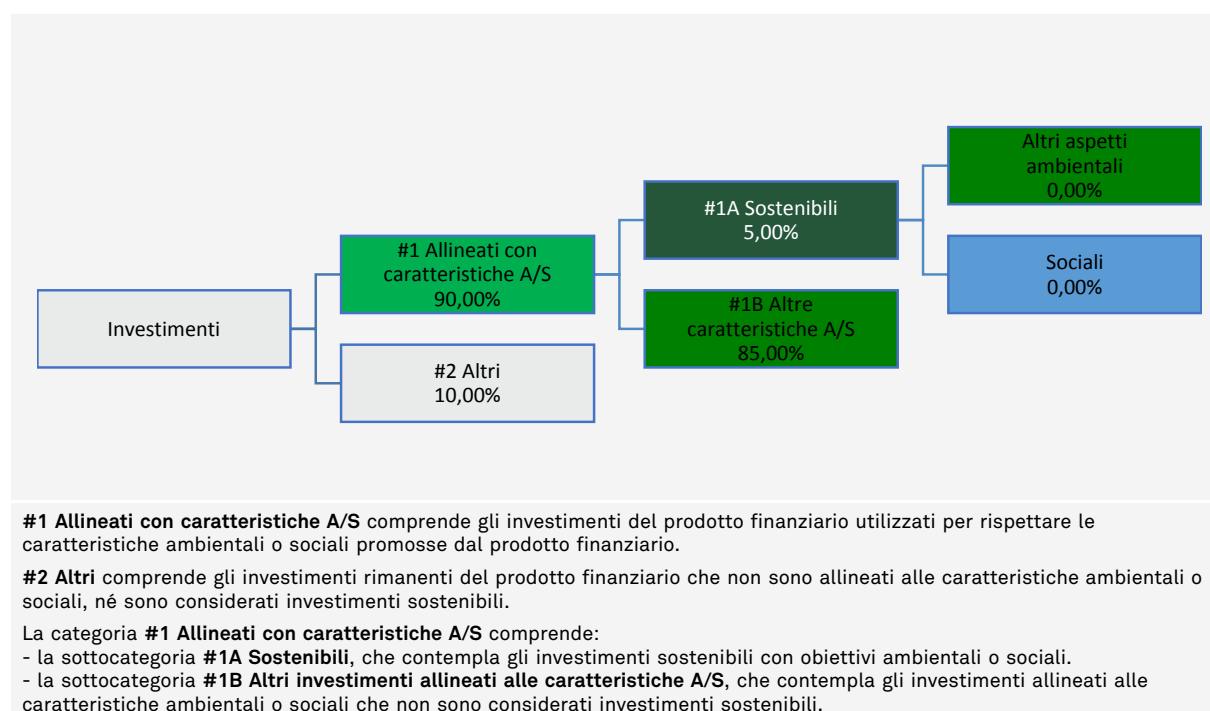 Altri aspetti
ambientali
0,00%
#1A Sostenibili
5,00%
#1 Allineati con
caratteristiche A/S
90,00%
Sociali
0,00%
#1B Altre
caratteristiche A/S
85,00%
Investimenti
#2 Altri
10,00%
#1 Allineati con caratteristiche A/S comprende gli investimenti del prodotto finanziario utilizzati per rispettare le
caratteristiche ambientali o sociali promosse dal prodotto finanziario.
#2 Altri comprende gli investimenti rimanenti del prodotto finanziario che non sono allineati alle caratteristiche ambientali o
sociali, né sono considerati investimenti sostenibili.
La categoria #1 Allineati con caratteristiche A/S comprende:
- la sottocategoria #1A Sostenibili, che contempla gli investimenti sostenibili con obiettivi ambientali o sociali.
- la sottocategoria #1B Altri investimenti allineati alle caratteristiche A/S, che contempla gli investimenti allineati alle
caratteristiche ambientali o sociali che non sono considerati investimenti sostenibili.